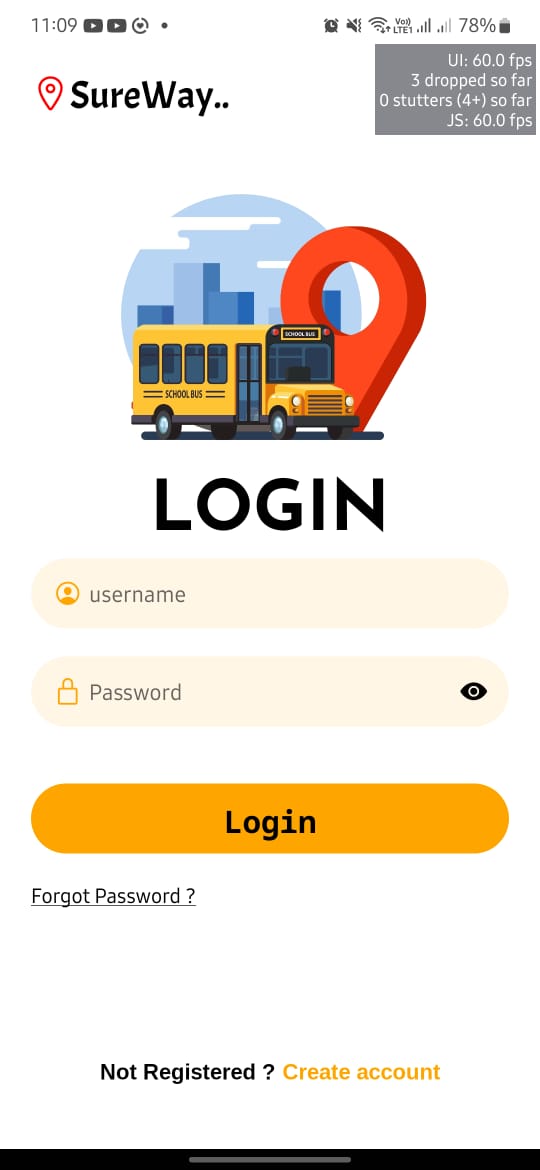 11:09
Vo))
LTE1
78%
UI: 60.0 fps
3 dropped so far
0 stutters (4+) so far
JS: 60.0 fps
SureWay..
SCHOOL BUS
SCHOOL BUS
LOGIN
username
Password
Login
Forgot Password ?
Not Registered ? Create account